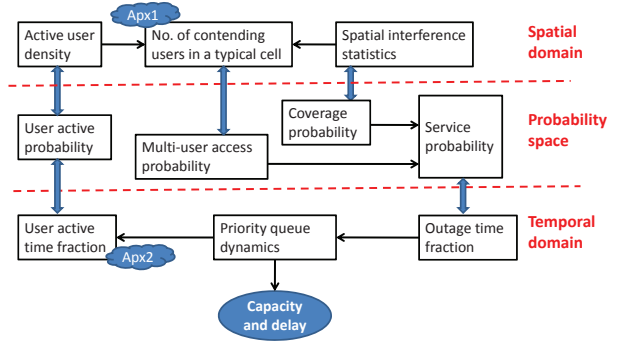 Apx1
Active user
density
No. of contending
users in a typical cell
Spatial interference
statistics
Spatial
domain
User active
probability
Multi-user access
probability
Coverage
probability
Service
probability
Probability
space
User active
time fraction
Apx2
Priority queue
dynamics
Outage time
fraction
Temporal
domain
Capacity
and delay